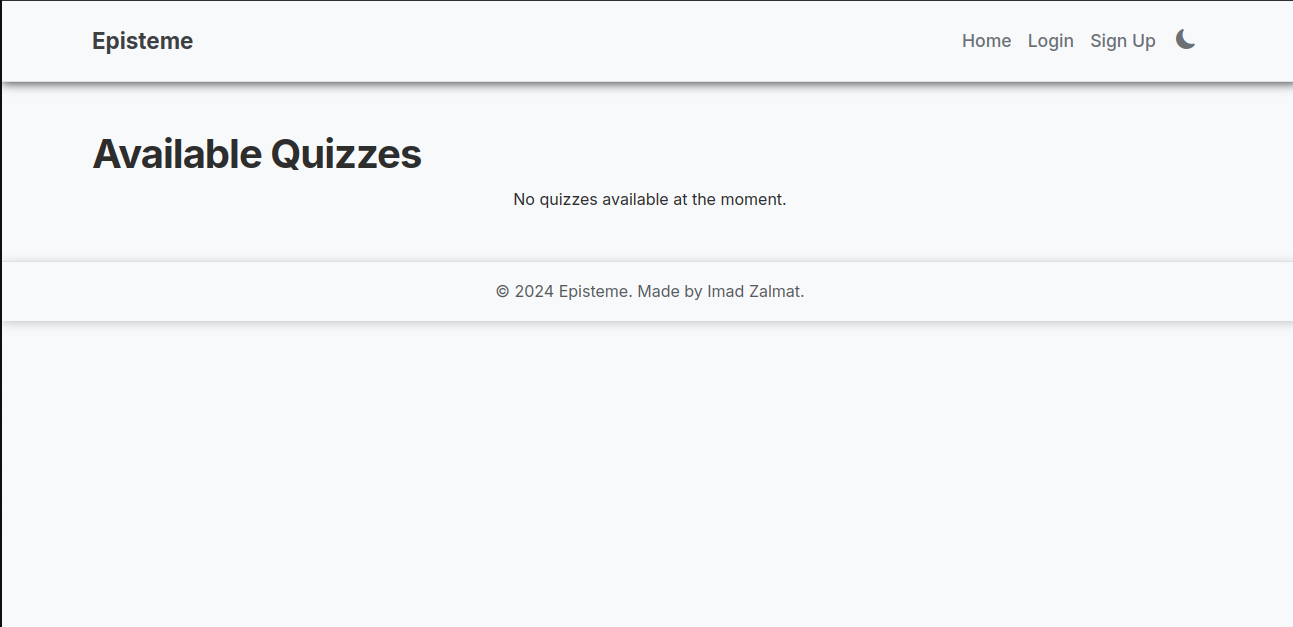 Episteme
Home Login Sign Up
Available Quizzes
No quizzes available at the moment.
© 2024 Episteme. Made by Imad Zalmat.